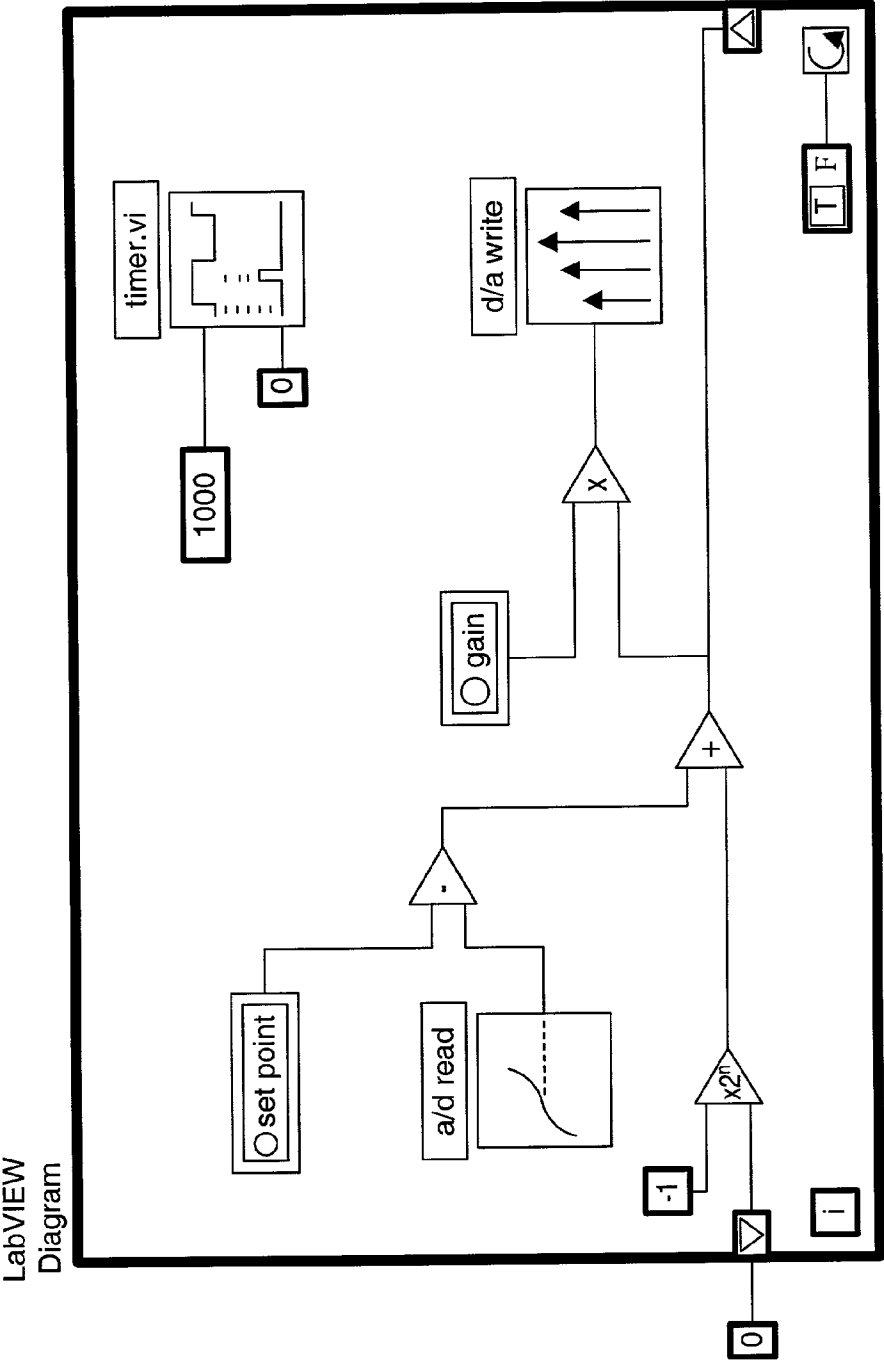 LabVIEW
Diagram
timer.vi
1000
0
set point
a/d read
-
gain
x
d/a write
+
-1
x2ⁿ
0
i
T F